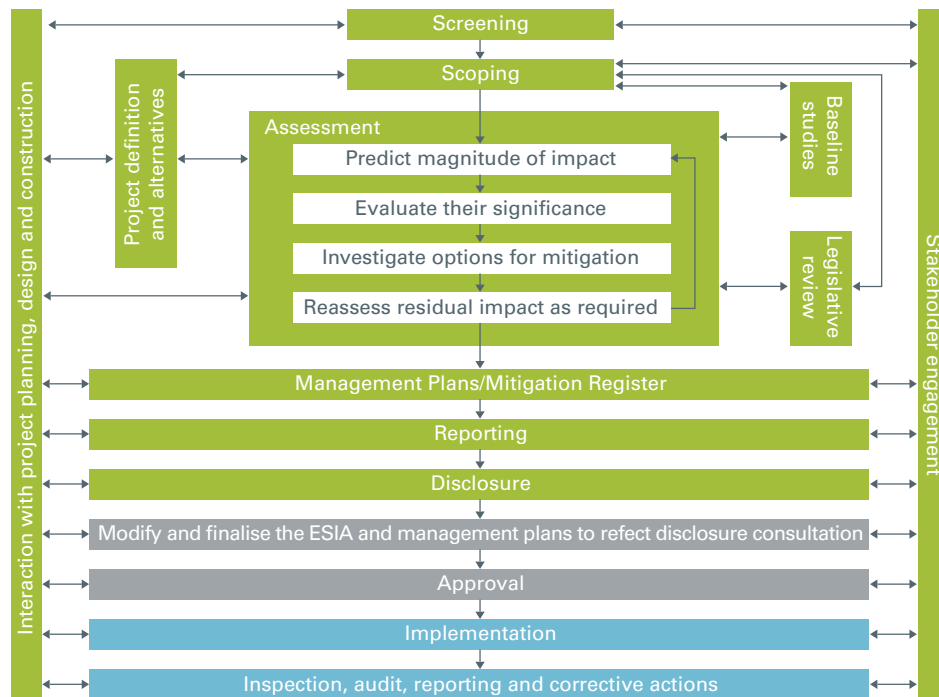 Screening
Scoping
Interaction with project planning, design and construction
Project definition
and alternatives
Assessment
Predict magnitude of impact
Evaluate their significance
Investigate options for mitigation
Reassess residual impact as required
Baseline
studies
Legislative
review
Stakeholder engagement
Management Plans/Mitigation Register
Reporting
Disclosure
Modify and finalise the ESIA and management plans to refect disclosure consultation
Approval
Implementation
Inspection, audit, reporting and corrective actions